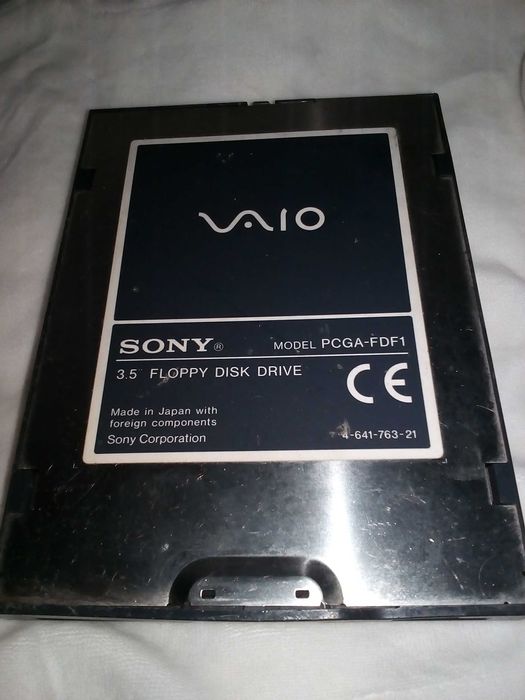 VAIO
SONY® MODEL PCGA-FDF1
3.5" FLOPPY DISK DRIVE
CE
Made in Japan with
foreign components
Sony Corporation
4-641-763-21